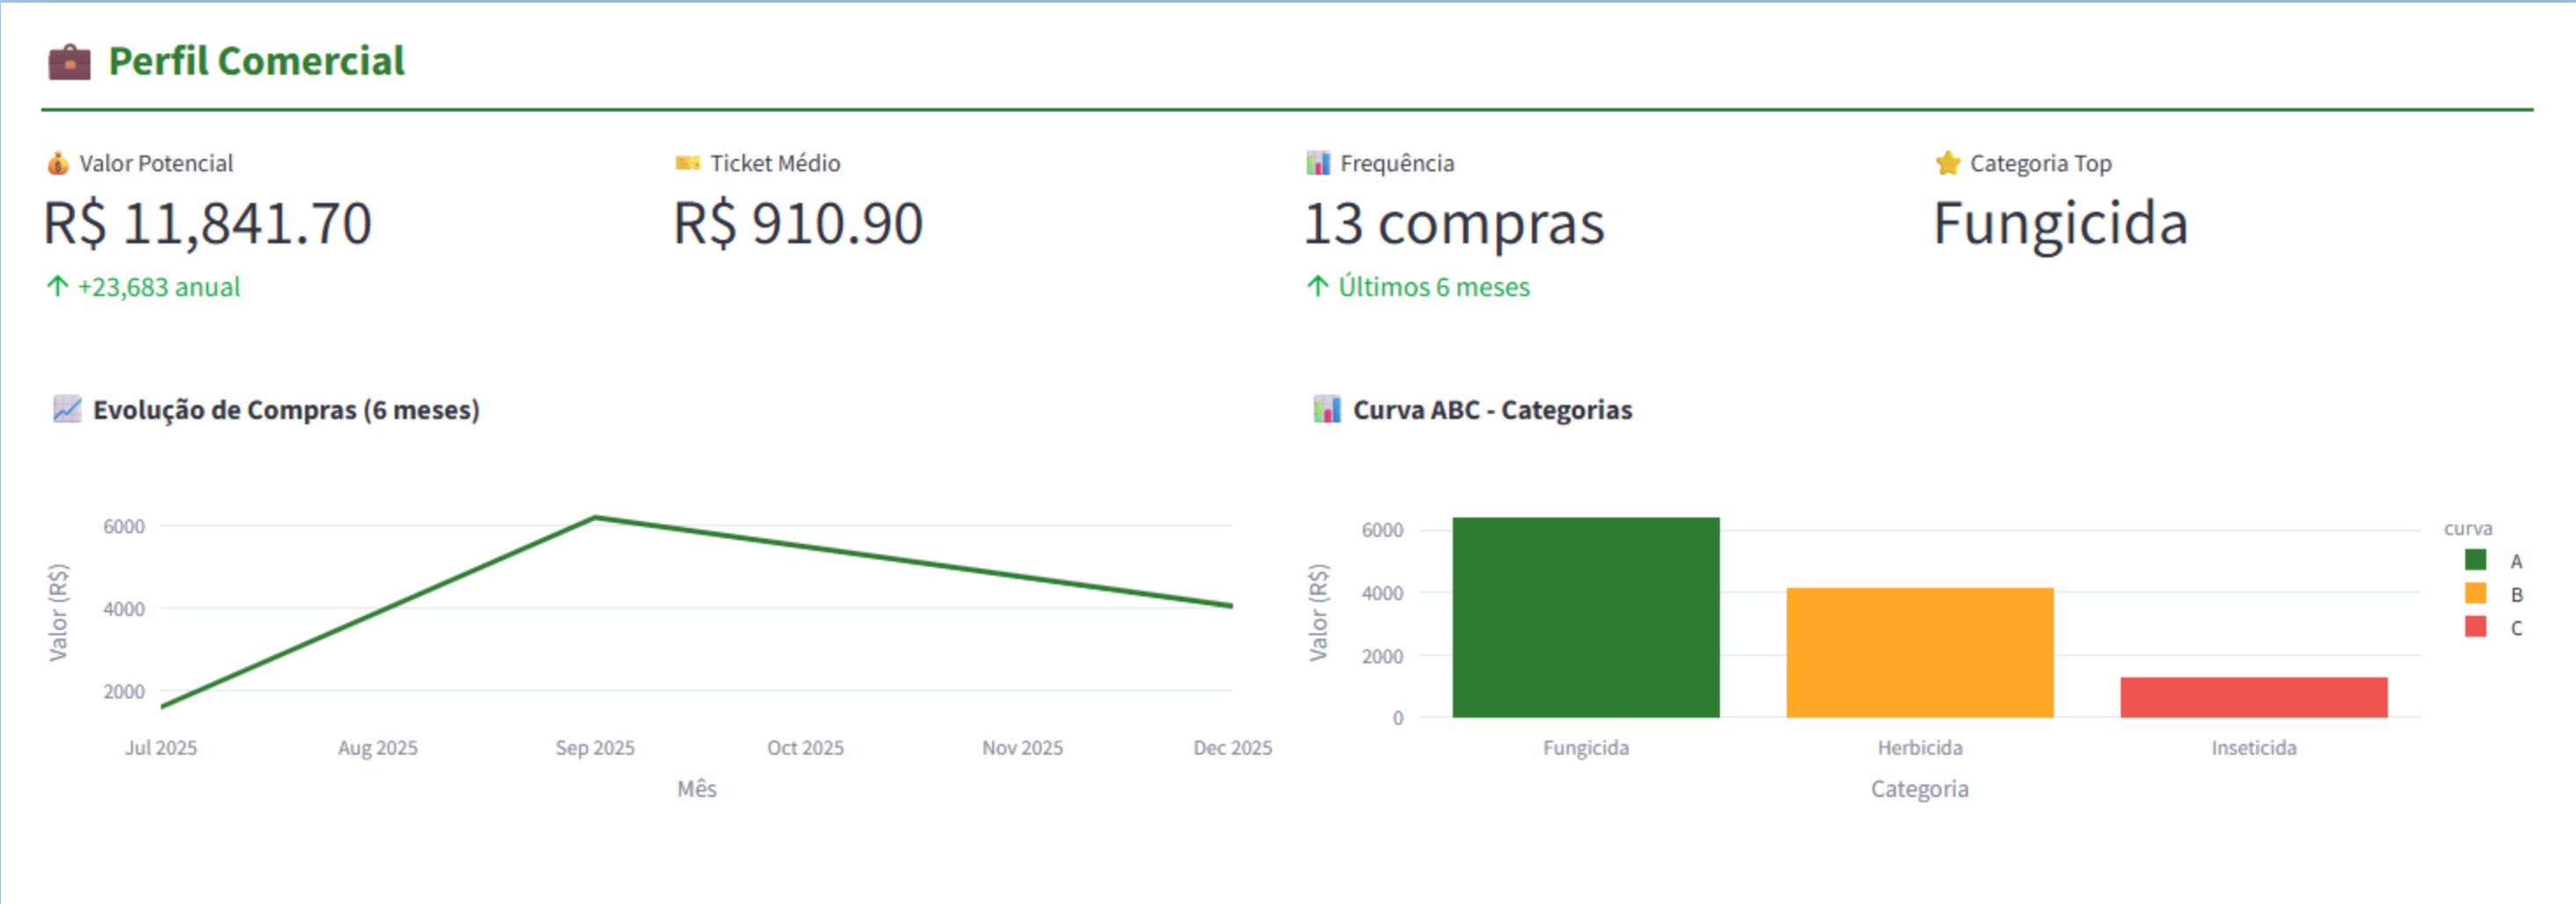 Perfil Comercial
Valor Potencial
R$ 11,841.70
↑ +23,683 anual
Ticket Médio
R$ 910.90
Frequência
13 compras
↑ Últimos 6 meses
Categoria Top
Fungicida
Evolução de Compras (6 meses)
Valor (R$)
6000
4000
2000
Jul 2025
Aug 2025
Sep 2025
Oct 2025
Nov 2025
Dec 2025
Mês
Curva ABC - Categorias
Valor (R$)
6000
4000
2000
0
Fungicida
Herbicida
Inseticida
Categoria
curva
A
B
C